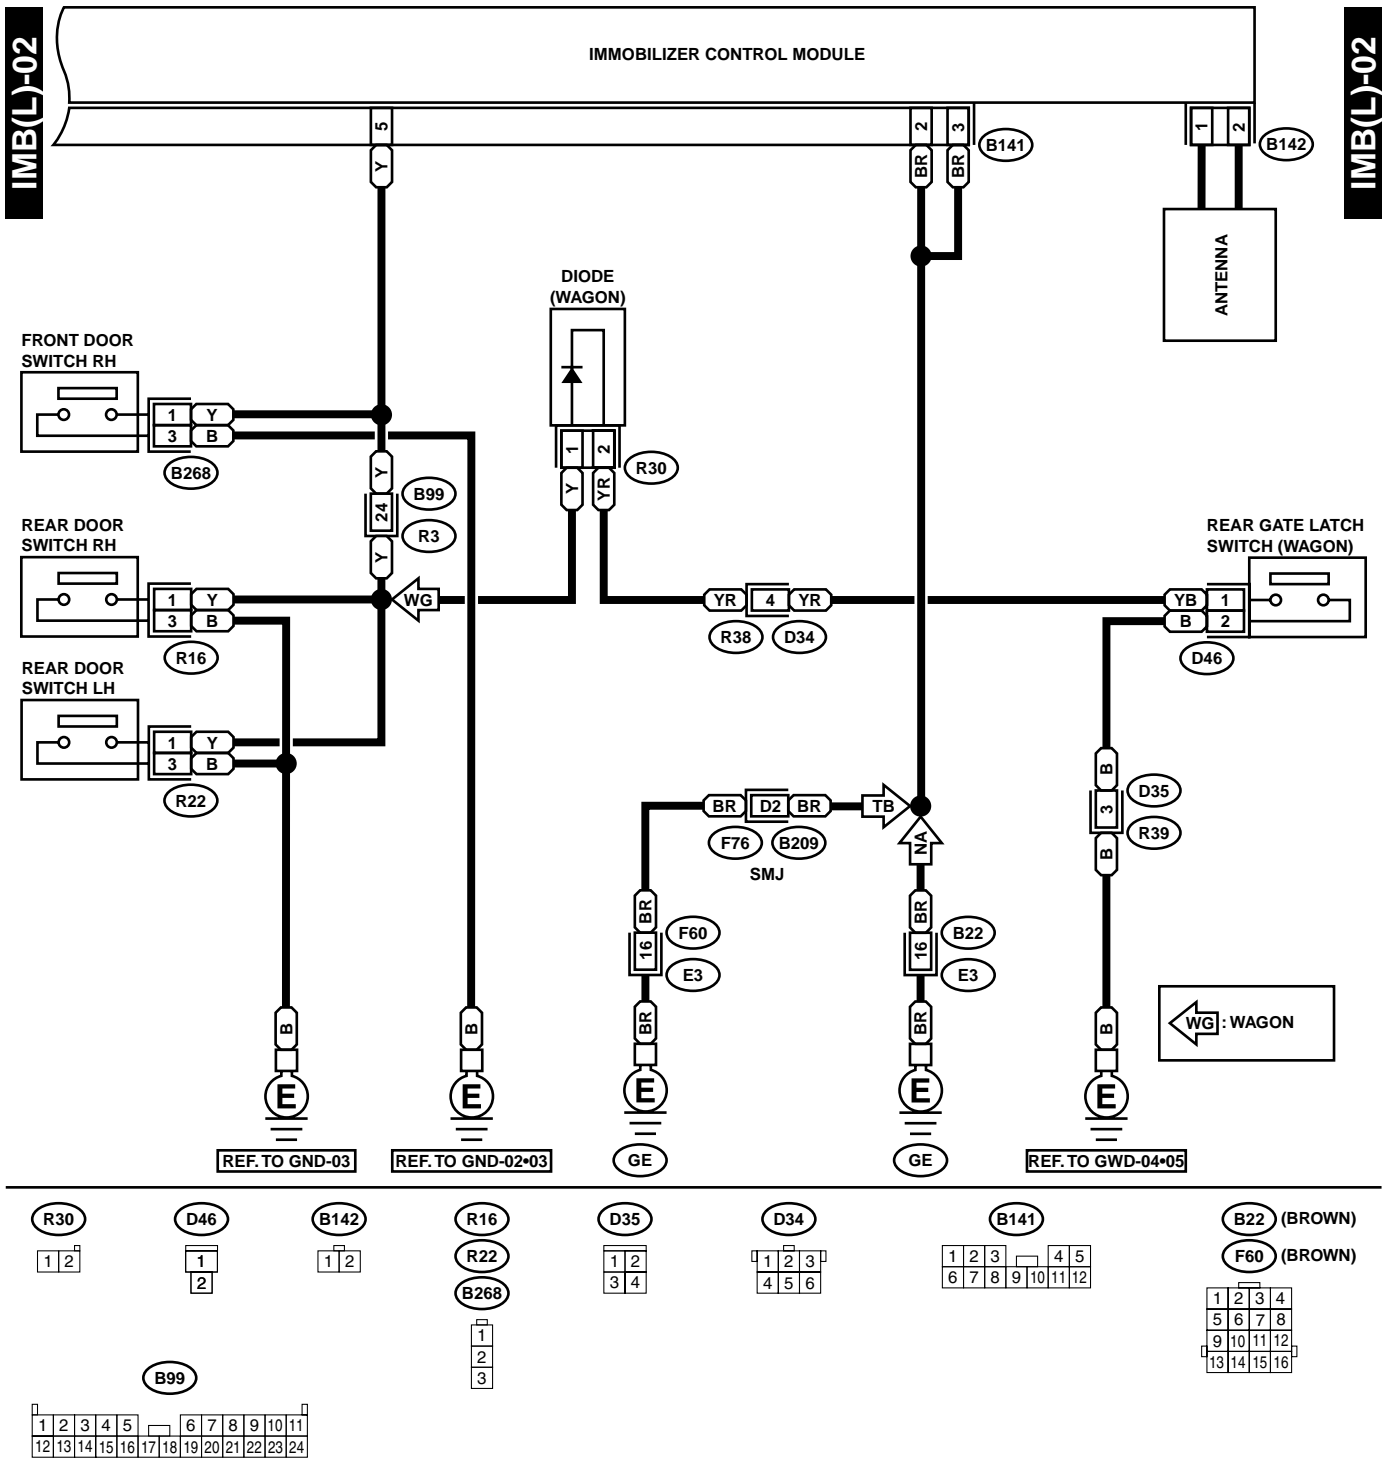 IMB(L)-02
IMB(L)-02
IMMOBILIZER CONTROL MODULE
5
2
3
B141
1
2
B142
Y
BR
BR
ANTENNA
DIODE
(WAGON)
FRONT DOOR
SWITCH RH
1 Y
3 B
B268
1
2
R30
Y
YR
Y
24
B99
R3
Y
REAR DOOR
SWITCH RH
1 Y
3 B
R16
WG
YR 4 YR
R38 D34
REAR GATE LATCH
SWITCH (WAGON)
YB 1
B 2
D46
REAR DOOR
SWITCH LH
1 Y
3 B
R22
BR D2 BR
F76 B209
SMJ
TB
NA
B
3
D35
R39
B
BR
16
F60
E3
BR
BR
16
B22
E3
BR
B
B
B
WG : WAGON
E
E
E
E
E
REF. TO GND-03
REF. TO GND-02•03
GE
GE
REF. TO GWD-04•05
R30
1 2
D46
1
2
B142
1 2
R16
R22
B268
1
2
3
D35
1 2
3 4
D34
1 2 3
4 5 6
B141
1 2 3 4 5
6 7 8 9 10 11 12
B22 (BROWN)
F60 (BROWN)
1 2 3 4
5 6 7 8
9 10 11 12
13 14 15 16
B99
1 2 3 4 5 6 7 8 9 10 11
12 13 14 15 16 17 18 19 20 21 22 23 24